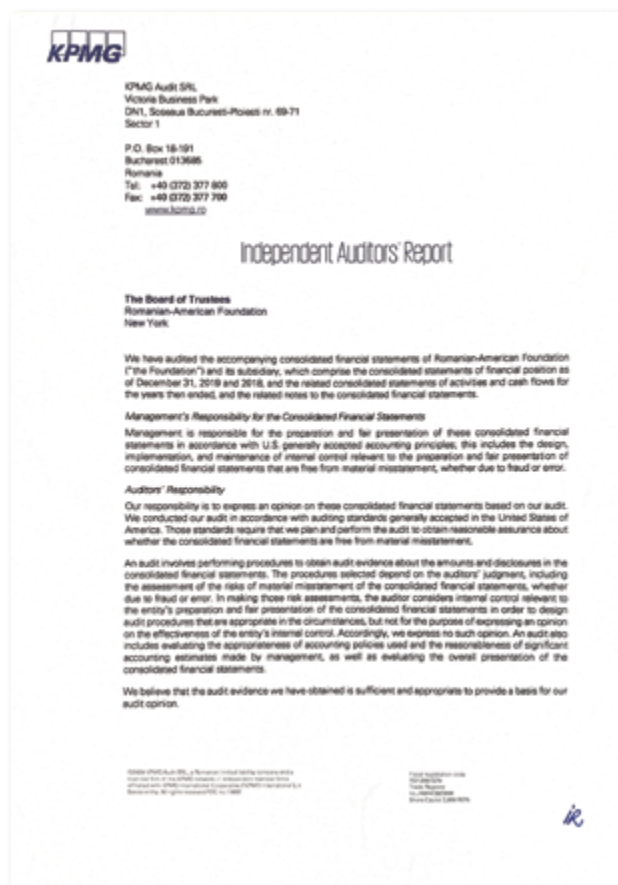 KPMG
KPMG Audit SRL
Victoria Business Park
DN1, Soseaua Bucuresti-Ploiesti nr. 69-71
Sector 1
P.O. Box 18-191
Bucharest 013685
Romania
Tel: +40 (372) 377 800
Fax: +40 (372) 377 700
www.kpmg.ro
Independent Auditors' Report
The Board of Trustees
Romanian-American Foundation
New York
We have audited the accompanying consolidated financial statements of Romanian-American Foundation
("the Foundation") and its subsidiary, which comprise the consolidated statements of financial position as
of December 31, 2019 and 2018, and the related consolidated statements of activities and cash flows for
the years then ended, and the related notes to the consolidated financial statements.
Management's Responsibility for the Consolidated Financial Statements
Management is responsible for the preparation and fair presentation of these consolidated financial
statements in accordance with U.S. generally accepted accounting principles; this includes the design,
implementation, and maintenance of internal control relevant to the preparation and fair presentation of
consolidated financial statements that are free from material misstatement, whether due to fraud or error.
Auditors' Responsibility
Our responsibility is to express an opinion on these consolidated financial statements based on our audit.
We conducted our audit in accordance with auditing standards generally accepted in the United States of
America. Those standards require that we plan and perform the audit to obtain reasonable assurance about
whether the consolidated financial statements are free from material misstatement.
An audit involves performing procedures to obtain audit evidence about the amounts and disclosures in the
consolidated financial statements. The procedures selected depend on the auditors' judgment, including
the assessment of the risks of material misstatement of the consolidated financial statements, whether
due to fraud or error. In making those risk assessments, the auditor considers internal control relevant to
the entity's preparation and fair presentation of the consolidated financial statements in order to design
audit procedures that are appropriate in the circumstances, but not for the purpose of expressing an opinion
on the effectiveness of the entity's internal control. Accordingly, we express no such opinion. An audit also
includes evaluating the appropriateness of accounting policies used and the reasonableness of significant
accounting estimates made by management, as well as evaluating the overall presentation of the
consolidated financial statements.
We believe that the audit evidence we have obtained is sufficient and appropriate to provide a basis for our
audit opinion.